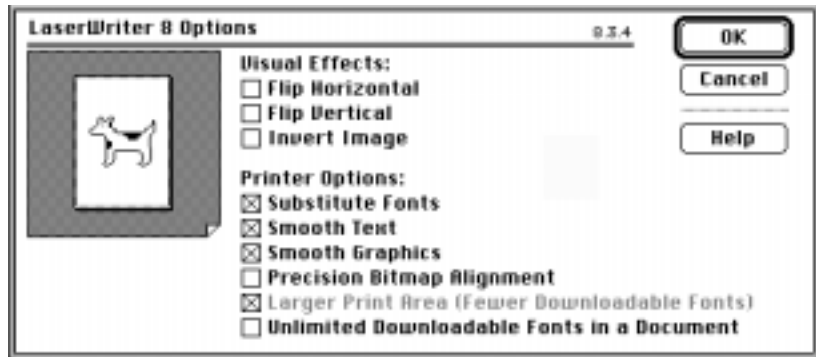 LaserWriter 8 Options
8.3.4
OK
Cancel
Help
Visual Effects:
Flip Horizontal
Flip Vertical
Invert Image
Printer Options:
Substitute Fonts
Smooth Text
Smooth Graphics
Precision Bitmap Alignment
Larger Print Area (Fewer Downloadable Fonts)
Unlimited Downloadable Fonts in a Document